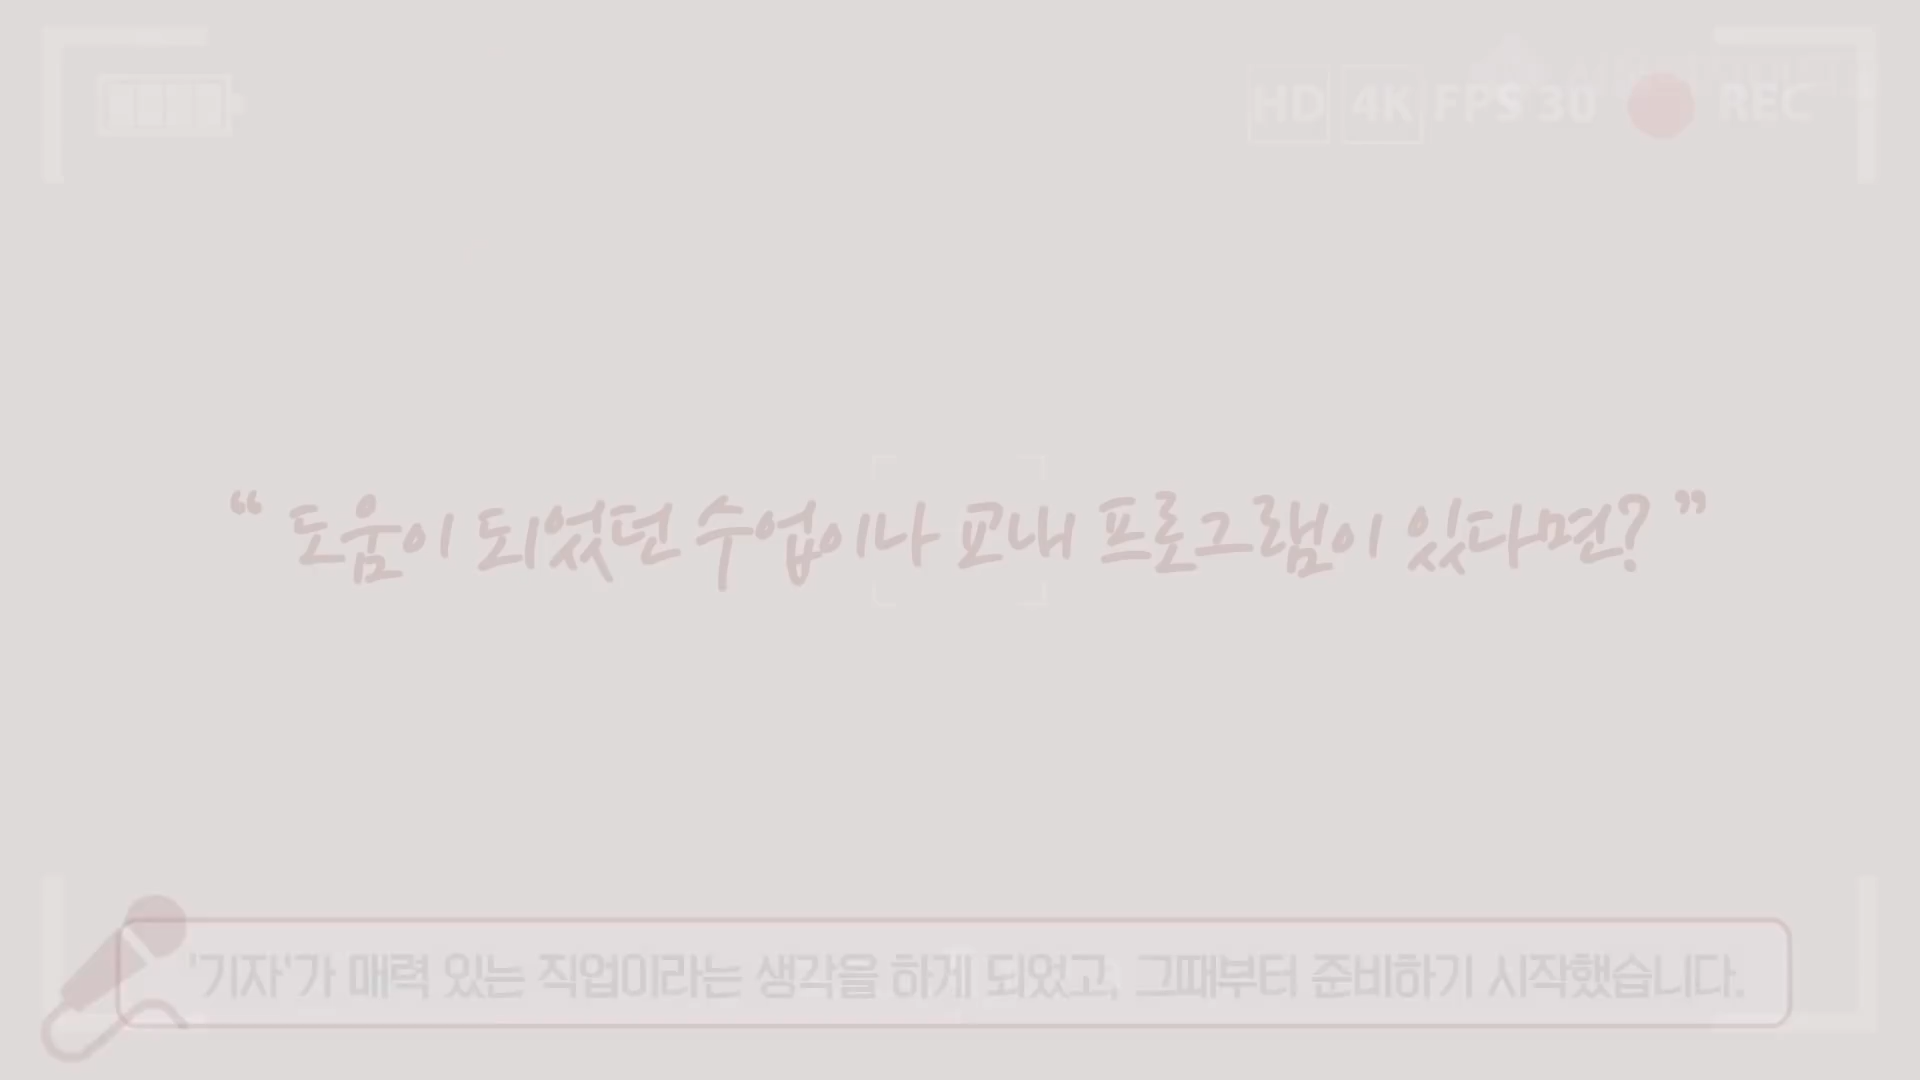 HD 4K FPS 30 REC
“ 도움이 되었던 수업이나 교내 프로그램이 있다면? ”
'기자'가 매력 있는 직업이라는 생각을 하게 되었고, 그때부터 준비하기 시작했습니다.